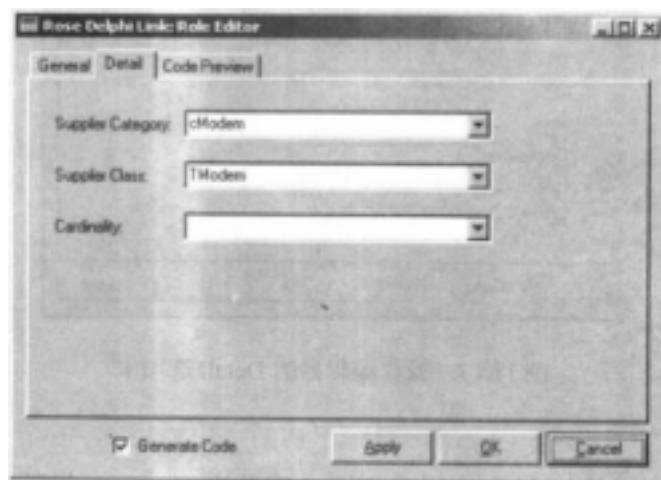 Rose Delphi Link: Role Editor
General Detail Code Preview
Supplier Category: cModem
Supplier Class: TModem
Cardinality:
Generate Code Apply OK Cancel